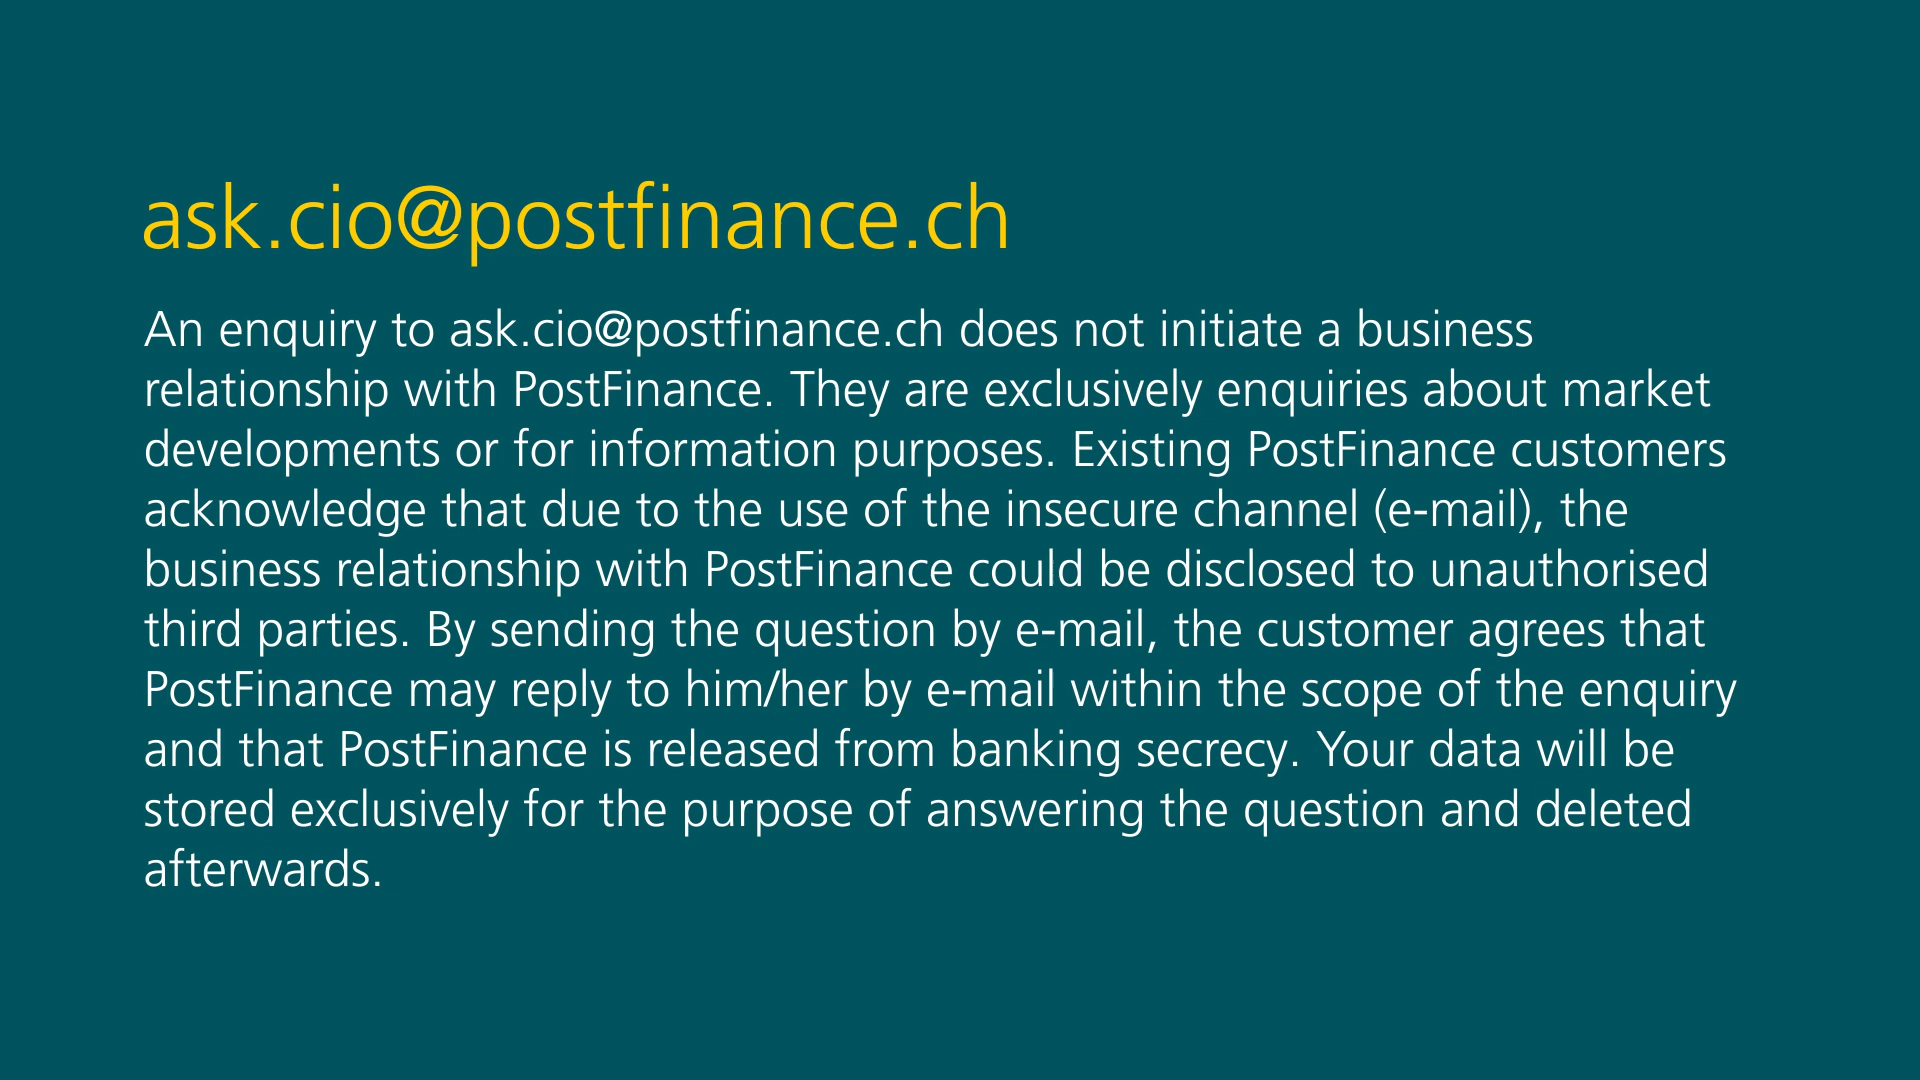 ask.cio@postfinance.ch
An enquiry to ask.cio@postfinance.ch does not initiate a business
relationship with PostFinance. They are exclusively enquiries about market
developments or for information purposes. Existing PostFinance customers
acknowledge that due to the use of the insecure channel (e-mail), the
business relationship with PostFinance could be disclosed to unauthorised
third parties. By sending the question by e-mail, the customer agrees that
PostFinance may reply to him/her by e-mail within the scope of the enquiry
and that PostFinance is released from banking secrecy. Your data will be
stored exclusively for the purpose of answering the question and deleted
afterwards.